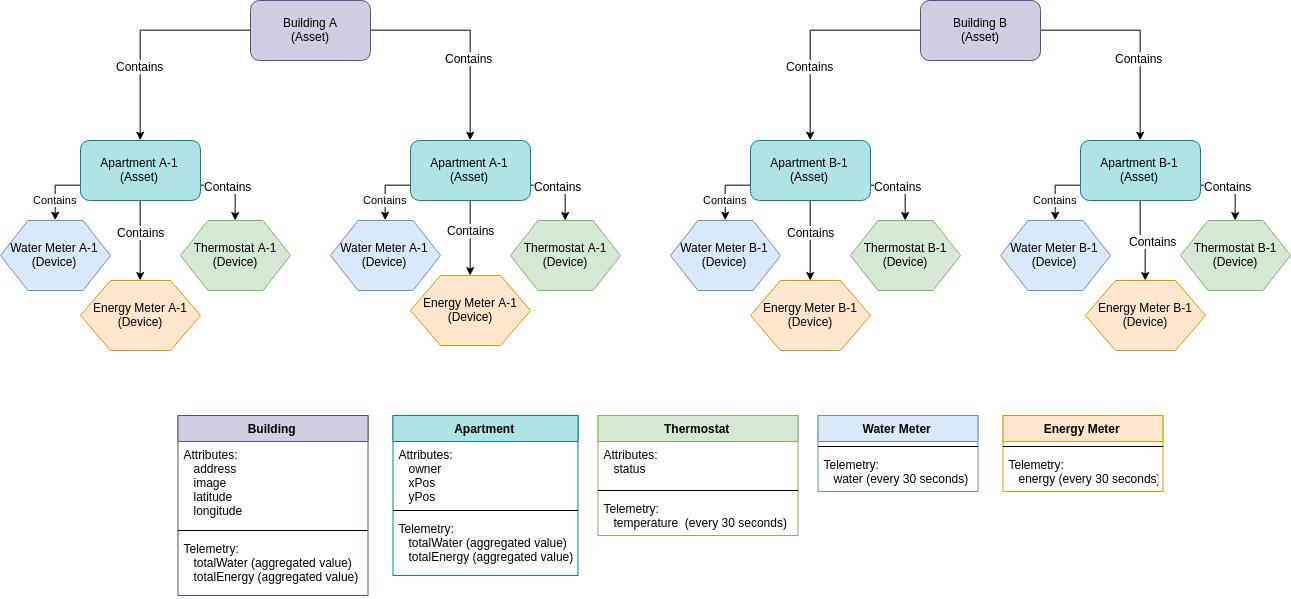 Building A
(Asset)
Building B
(Asset)
Contains
Contains
Contains
Contains
Apartment A-1
(Asset)
Apartment A-1
(Asset)
Apartment B-1
(Asset)
Apartment B-1
(Asset)
Contains
Contains
Contains
Contains
Contains
Contains
Contains
Contains
Contains
Contains
Contains
Contains
Water Meter A-1
(Device)
Thermostat A-1
(Device)
Water Meter A-1
(Device)
Thermostat A-1
(Device)
Water Meter B-1
(Device)
Thermostat B-1
(Device)
Water Meter B-1
(Device)
Thermostat B-1
(Device)
Energy Meter A-1
(Device)
Energy Meter A-1
(Device)
Energy Meter B-1
(Device)
Energy Meter B-1
(Device)
Building
Attributes:
address
image
latitude
longitude
Telemetry:
totalWater (aggregated value)
totalEnergy (aggregated value)
Apartment
Attributes:
owner
xPos
yPos
Telemetry:
totalWater (aggregated value)
totalEnergy (aggregated value)
Thermostat
Attributes:
status
Telemetry:
temperature (every 30 seconds)
Water Meter
Telemetry:
water (every 30 seconds)
Energy Meter
Telemetry:
energy (every 30 seconds)